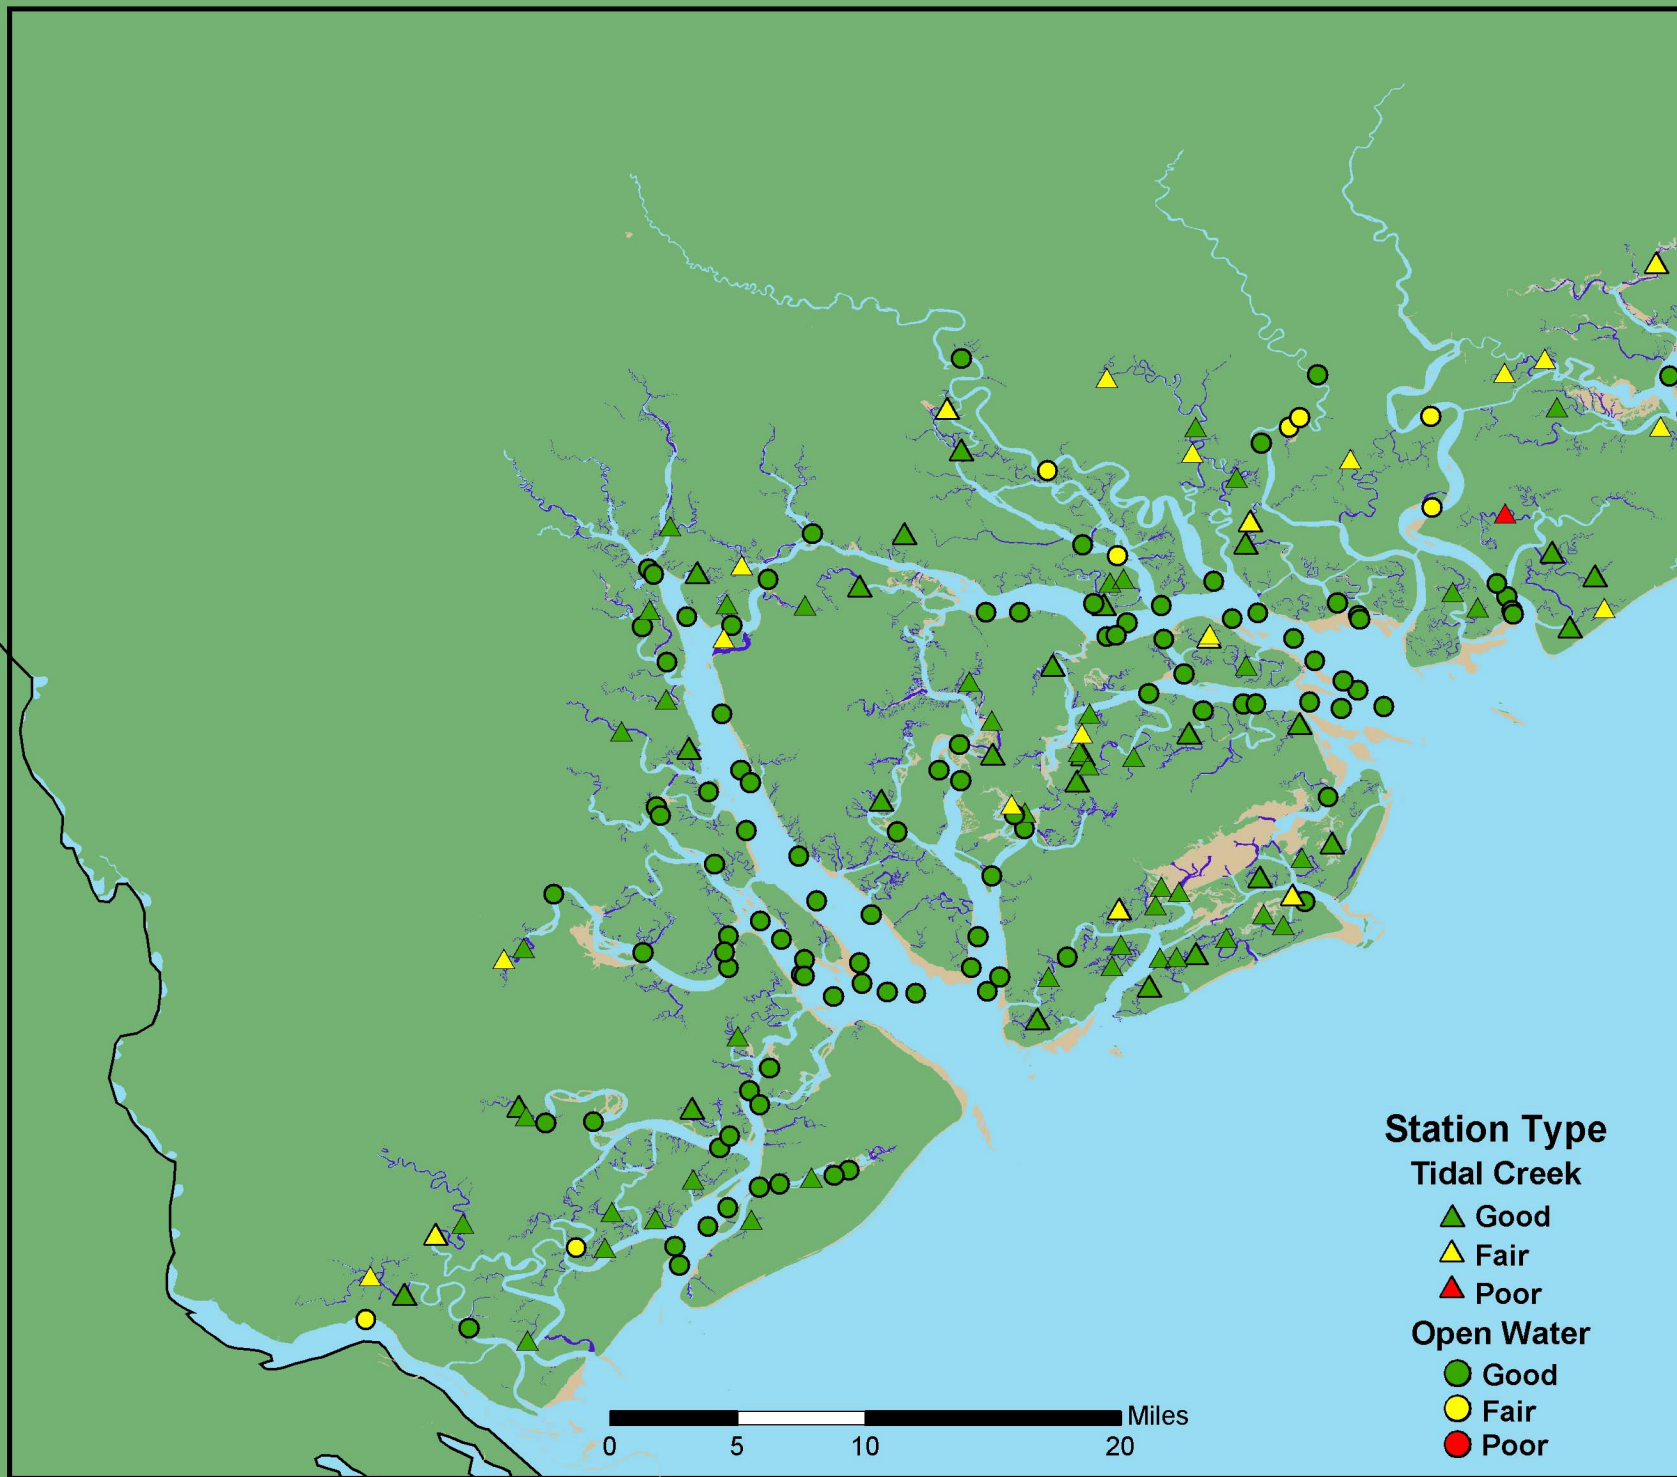 Station Type
Tidal Creek
Good
Fair
Poor
Open Water
Good
Fair
Poor
Miles
0 5 10 20